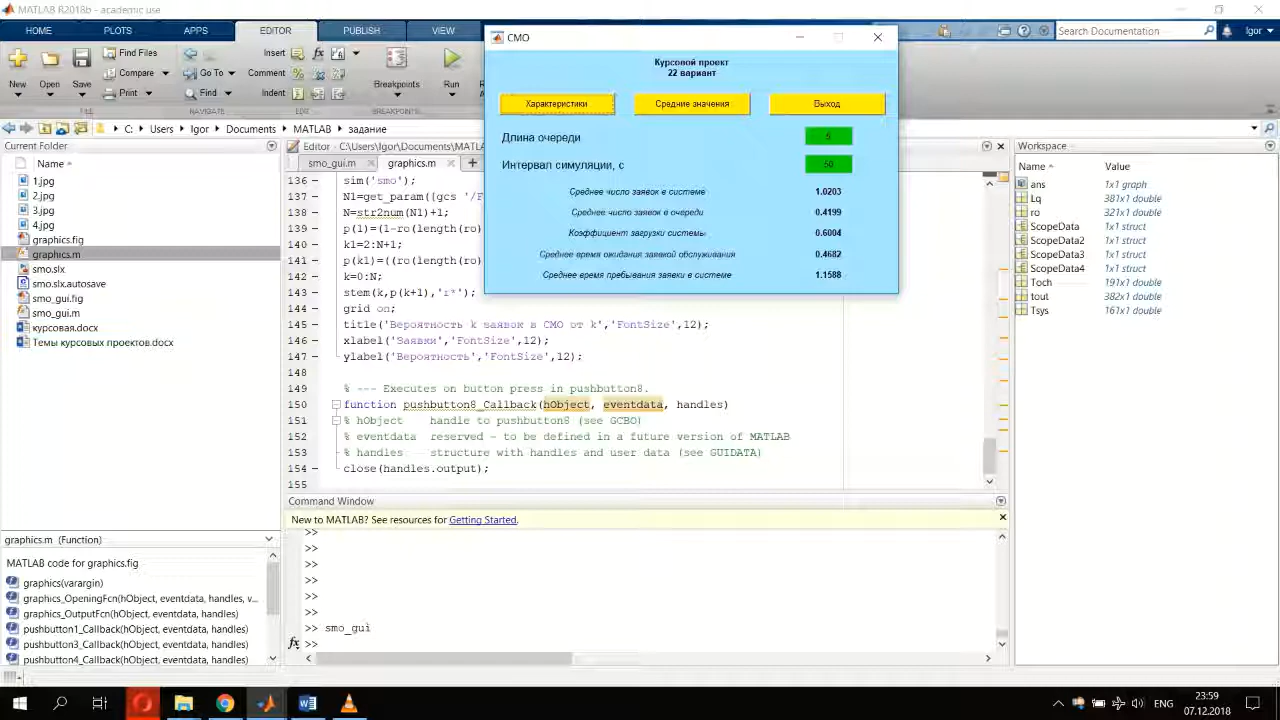 MATLAB R2018b - academic use
HOME PLOTS APPS EDITOR PUBLISH VIEW
Search Documentation
Igor
New Open Save
Find Files
Compare
Print
Go To
Find
Insert
Comment
Indent
Breakpoints
Run
FILE NAVIGATE EDIT BREAKPOINTS
C: Users Igor Documents MATLAB задание
Current Folder
Name
1.jpg
2.jpg
3.jpg
4.jpg
graphics.fig
graphics.m
smo.slx
smo.slx.autosave
smo_gui.fig
smo_gui.m
курсовая.docx
Темы курсовых проектов.docx
graphics.m (Function)
MATLAB code for graphics.fig
graphics(varargin)
graphics_OpeningFcn(hObject, eventdata, handles, v...
graphics_OutputFcn(hObject, eventdata, handles)
pushbutton1_Callback(hObject, eventdata, handles)
pushbutton3_Callback(hObject, eventdata, handles)
pushbutton4_Callback(hObject, eventdata, handles)
smo_gui.m graphics.m
136 sim('smo');
137 N1=get_param([gcs '/F
138 N=str2num(N1)+1;
139 p(1)=(1-ro(length(ro)
140 k1=2:N+1;
141 p(k1)=(ro(length(ro)
142 k=0:N;
143 stem(k,p(k+1),'r*');
144 grid on;
145 title('Вероятность k заявок в СМО от k','FontSize',12);
146 xlabel('Заявки','FontSize',12);
147 ylabel('Вероятность','FontSize',12);
148
149 % --- Executes on button press in pushbutton8.
150 function pushbutton8_Callback(hObject, eventdata, handles)
151 % hObject handle to pushbutton8 (see GCBO)
152 % eventdata reserved - to be defined in a future version of MATLAB
153 % handles structure with handles and user data (see GUIDATA)
154 close(handles.output);
155
СМО
Курсовой проект
22 вариант
Характеристики Средние значения Выход
Длина очереди 5
Интервал симуляции, с 50
Среднее число заявок в системе 1.0203
Среднее число заявок в очереди 0.4199
Коэффициент загрузки системы 0.6004
Среднее время ожидания заявкой обслуживания 0.4682
Среднее время пребывания заявки в системе 1.1588
Command Window
New to MATLAB? See resources for Getting Started.
>>
>>
>>
>>
>>
>>
>> smo_gui
>>
Workspace
Name Value
ans 1x1 graph
Lq 381x1 double
ro 321x1 double
ScopeData 1x1 struct
ScopeData2 1x1 struct
ScopeData3 1x1 struct
ScopeData4 1x1 struct
Toch 191x1 double
tout 382x1 double
Tsys 161x1 double
ENG
23:59
07.12.2018